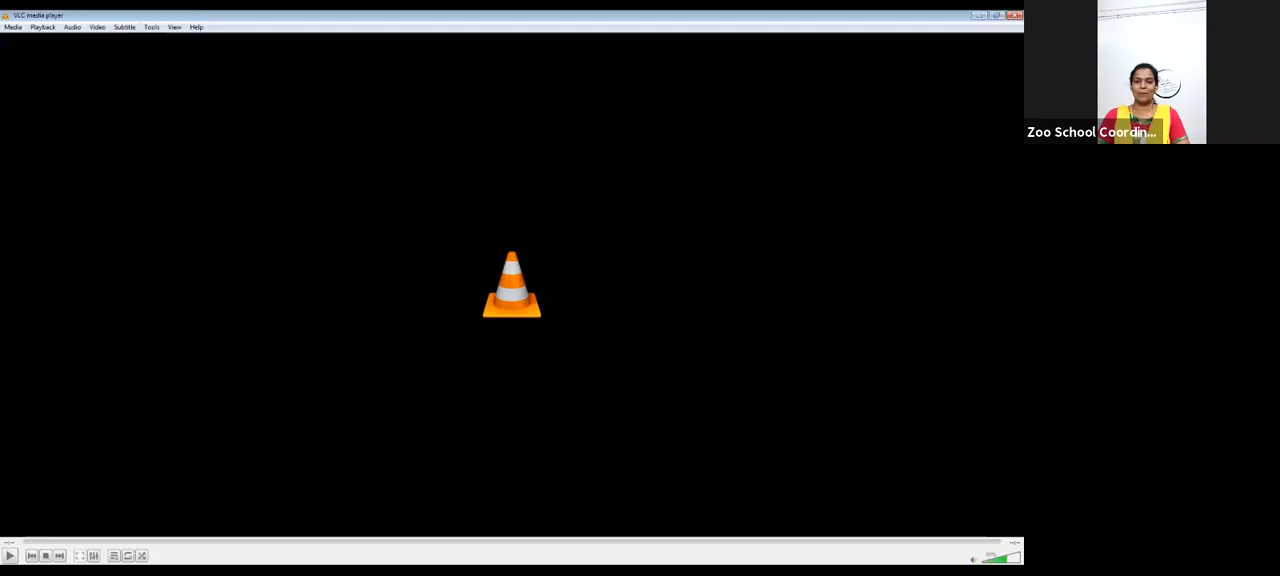 VLC media player
Media Playback Audio Video Subtitle Tools View Help
Zoo School Coordin...
--:-- --:--